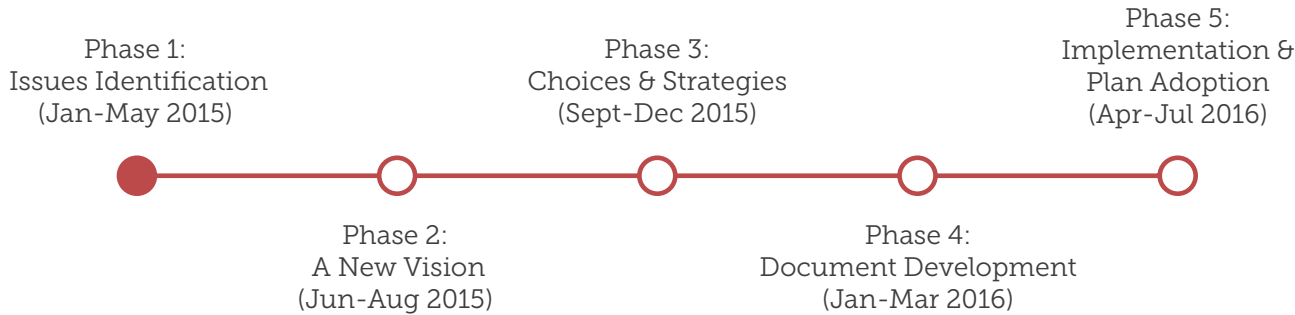 Phase 1:
Issues Identification
(Jan-May 2015)
Phase 2:
A New Vision
(Jun-Aug 2015)
Phase 3:
Choices & Strategies
(Sept-Dec 2015)
Phase 4:
Document Development
(Jan-Mar 2016)
Phase 5:
Implementation &
Plan Adoption
(Apr-Jul 2016)